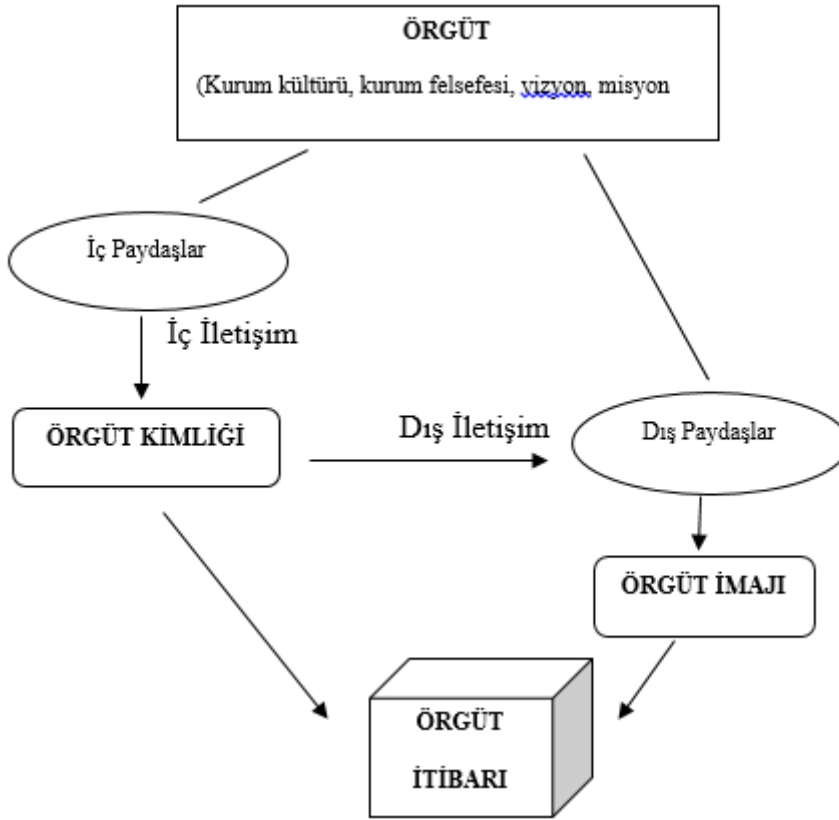 ÖRGÜT
(Kurum kültürü, kurum felsefesi, vizyon, misyon
İç Paydaşlar
İç İletişim
ÖRGÜT KİMLİĞİ
Dış İletişim
Dış Paydaşlar
ÖRGÜT İMAJI
ÖRGÜT
İTİBARI